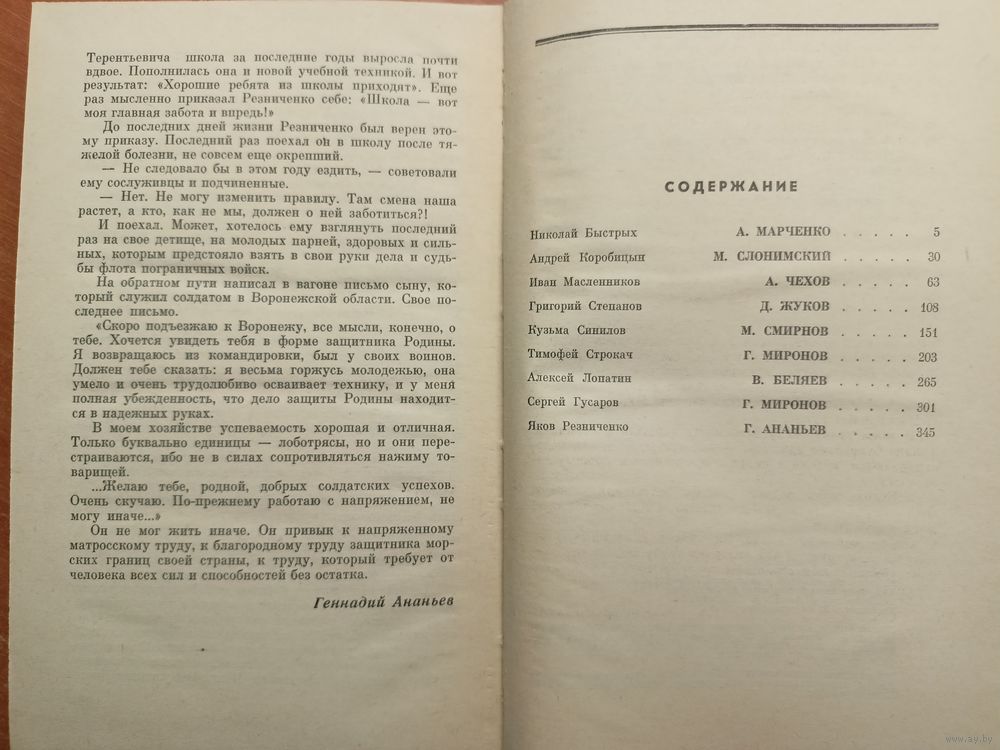 Терентьевича школа за последние годы выросла почти
вдвое. Пополнилась она и новой учебной техникой. И вот
результат: «Хорошие ребята из школы приходят». Еще
раз мысленно приказал Резниченко себе: «Школа — вот
моя главная забота и впредь!»
До последних дней жизни Резниченко был верен это-
му приказу. Последний раз поехал он в школу после тя-
желой болезни, не совсем еще окрепший.
— Не следовало бы в этом году ездить, — советовали
ему сослуживцы и подчиненные.
— Нет. Не могу изменить правилу. Там смена наша
растет, а кто, как не мы, должен о ней заботиться?!
И поехал. Может, хотелось ему взглянуть последний
раз на свое детище, на молодых парней, здоровых и силь-
ных, которым предстояло взять в свои руки дела и судь-
бы флота пограничных войск.
На обратном пути написал в вагоне письмо сыну, ко-
торый служил солдатом в Воронежской области. Свое по-
следнее письмо.
«Скоро подъезжаю к Воронежу, все мысли, конечно, о
тебе. Хочется увидеть тебя в форме защитника Родины.
Я возвращаюсь из командировки, был у своих воинов.
Должен тебе сказать: я весьма горжусь молодежью, она
умело и очень трудолюбиво осваивает технику, и у меня
полная убежденность, что дело защиты Родины находит-
ся в надежных руках.
В моем хозяйстве успеваемость хорошая и отличная.
Только буквально единицы — лоботрясы, но и они пере-
страиваются, ибо не в силах сопротивляться нажиму то-
варищей.
...Желаю тебе, родной, добрых солдатских успехов.
Очень скучаю. По-прежнему работаю с напряжением, не
могу иначе...»
Он не мог жить иначе. Он привык к напряженному
матросскому труду, к благородному труду защитника мор-
ских границ своей страны, к труду, который требует от
человека всех сил и способностей без остатка.
Геннадий Ананьев
СОДЕРЖАНИЕ
Николай Быстрых А. МАРЧЕНКО . . . . . 5
Андрей Коробицын М. СЛОНИМСКИЙ . . . . . 30
Иван Масленников А. ЧЕХОВ . . . . . 63
Григорий Степанов Д. ЖУКОВ . . . . . 108
Кузьма Синилов М. СМИРНОВ . . . . . 151
Тимофей Строкач Г. МИРОНОВ . . . . . 203
Алексей Лопатин В. БЕЛЯЕВ . . . . . 265
Сергей Гусаров Г. МИРОНОВ . . . . . 301
Яков Резниченко Г. АНАНЬЕВ . . . . . 345
www.ay.by